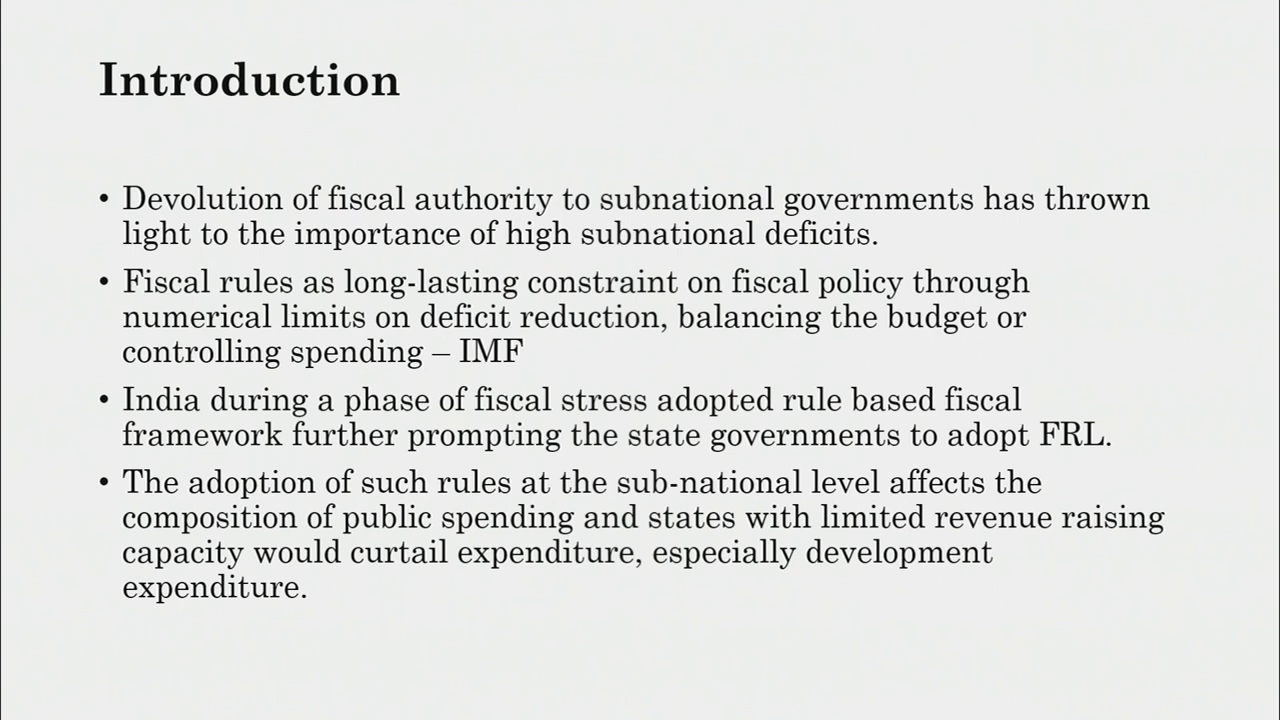 Introduction
• Devolution of fiscal authority to subnational governments has thrown
light to the importance of high subnational deficits.
• Fiscal rules as long-lasting constraint on fiscal policy through
numerical limits on deficit reduction, balancing the budget or
controlling spending – IMF
• India during a phase of fiscal stress adopted rule based fiscal
framework further prompting the state governments to adopt FRL.
• The adoption of such rules at the sub-national level affects the
composition of public spending and states with limited revenue raising
capacity would curtail expenditure, especially development
expenditure.